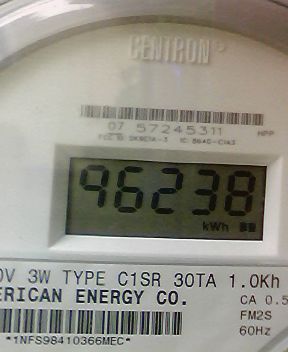 CENTRON®
07 57245311 HPP
96238
kWh
0V 3W TYPE C1SR 30TA 1.0Kh
ERICAN ENERGY CO.
CA 0.5
FM2S
60Hz
*1NFS98410366MEC*